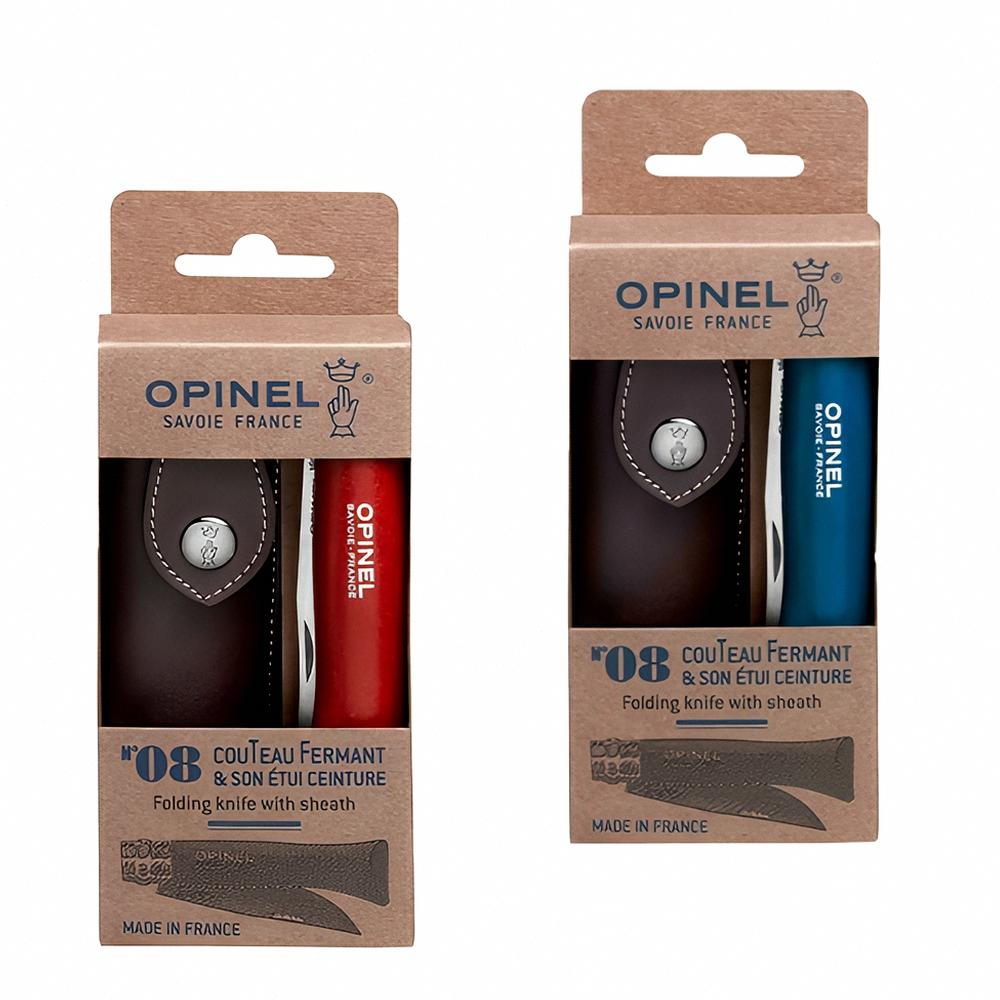 OPINEL ®
SAVOIE FRANCE
OPINEL
SAVOIE·FRANCE
N°08 COUTEAU FERMANT
& SON ÉTUI CEINTURE
Folding knife with sheath
OPINEL
MADE IN FRANCE
OPINEL ®
SAVOIE FRANCE
OPINEL
SAVOIE·FRANCE
N°08 COUTEAU FERMANT
& SON ÉTUI CEINTURE
Folding knife with sheath
OPINEL
MADE IN FRANCE